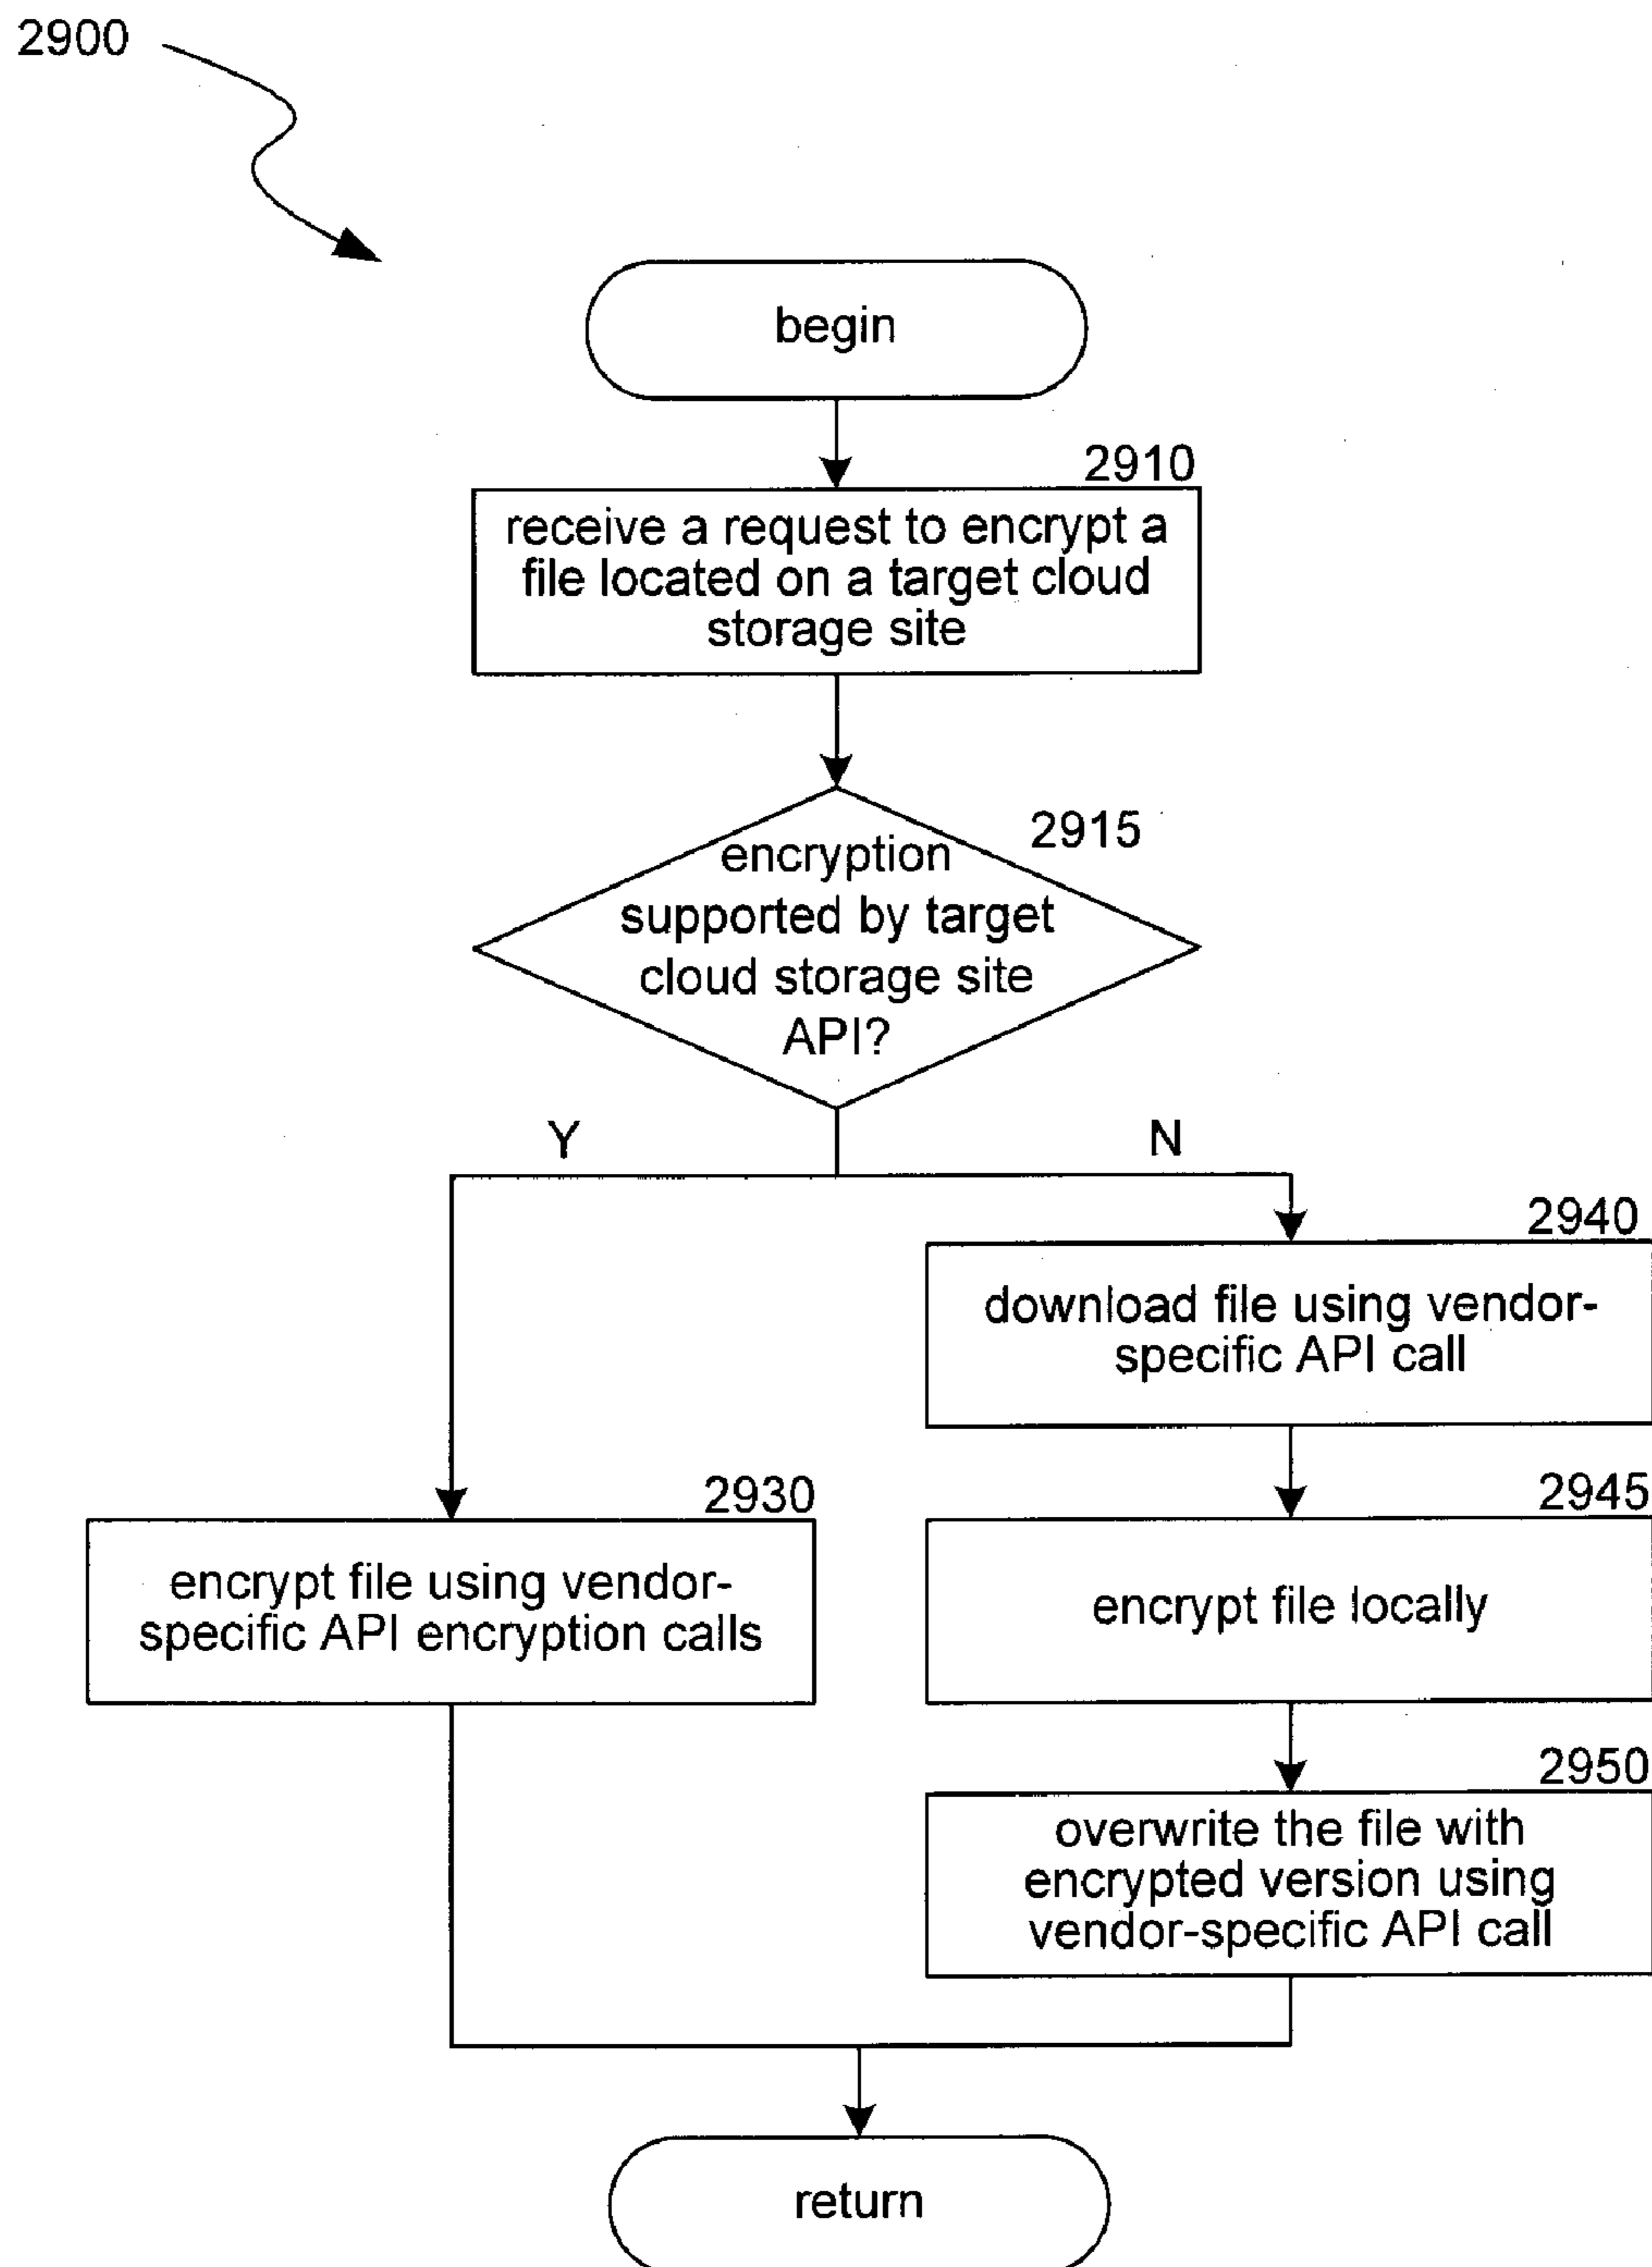 2900
begin
2910
receive a request to encrypt a
file located on a target cloud
storage site
2915
encryption
supported by target
cloud storage site
API?
Y
N
2940
download file using vendor-
specific API call
2930
encrypt file using vendor-
specific API encryption calls
2945
encrypt file locally
2950
overwrite the file with
encrypted version using
vendor-specific API call
return